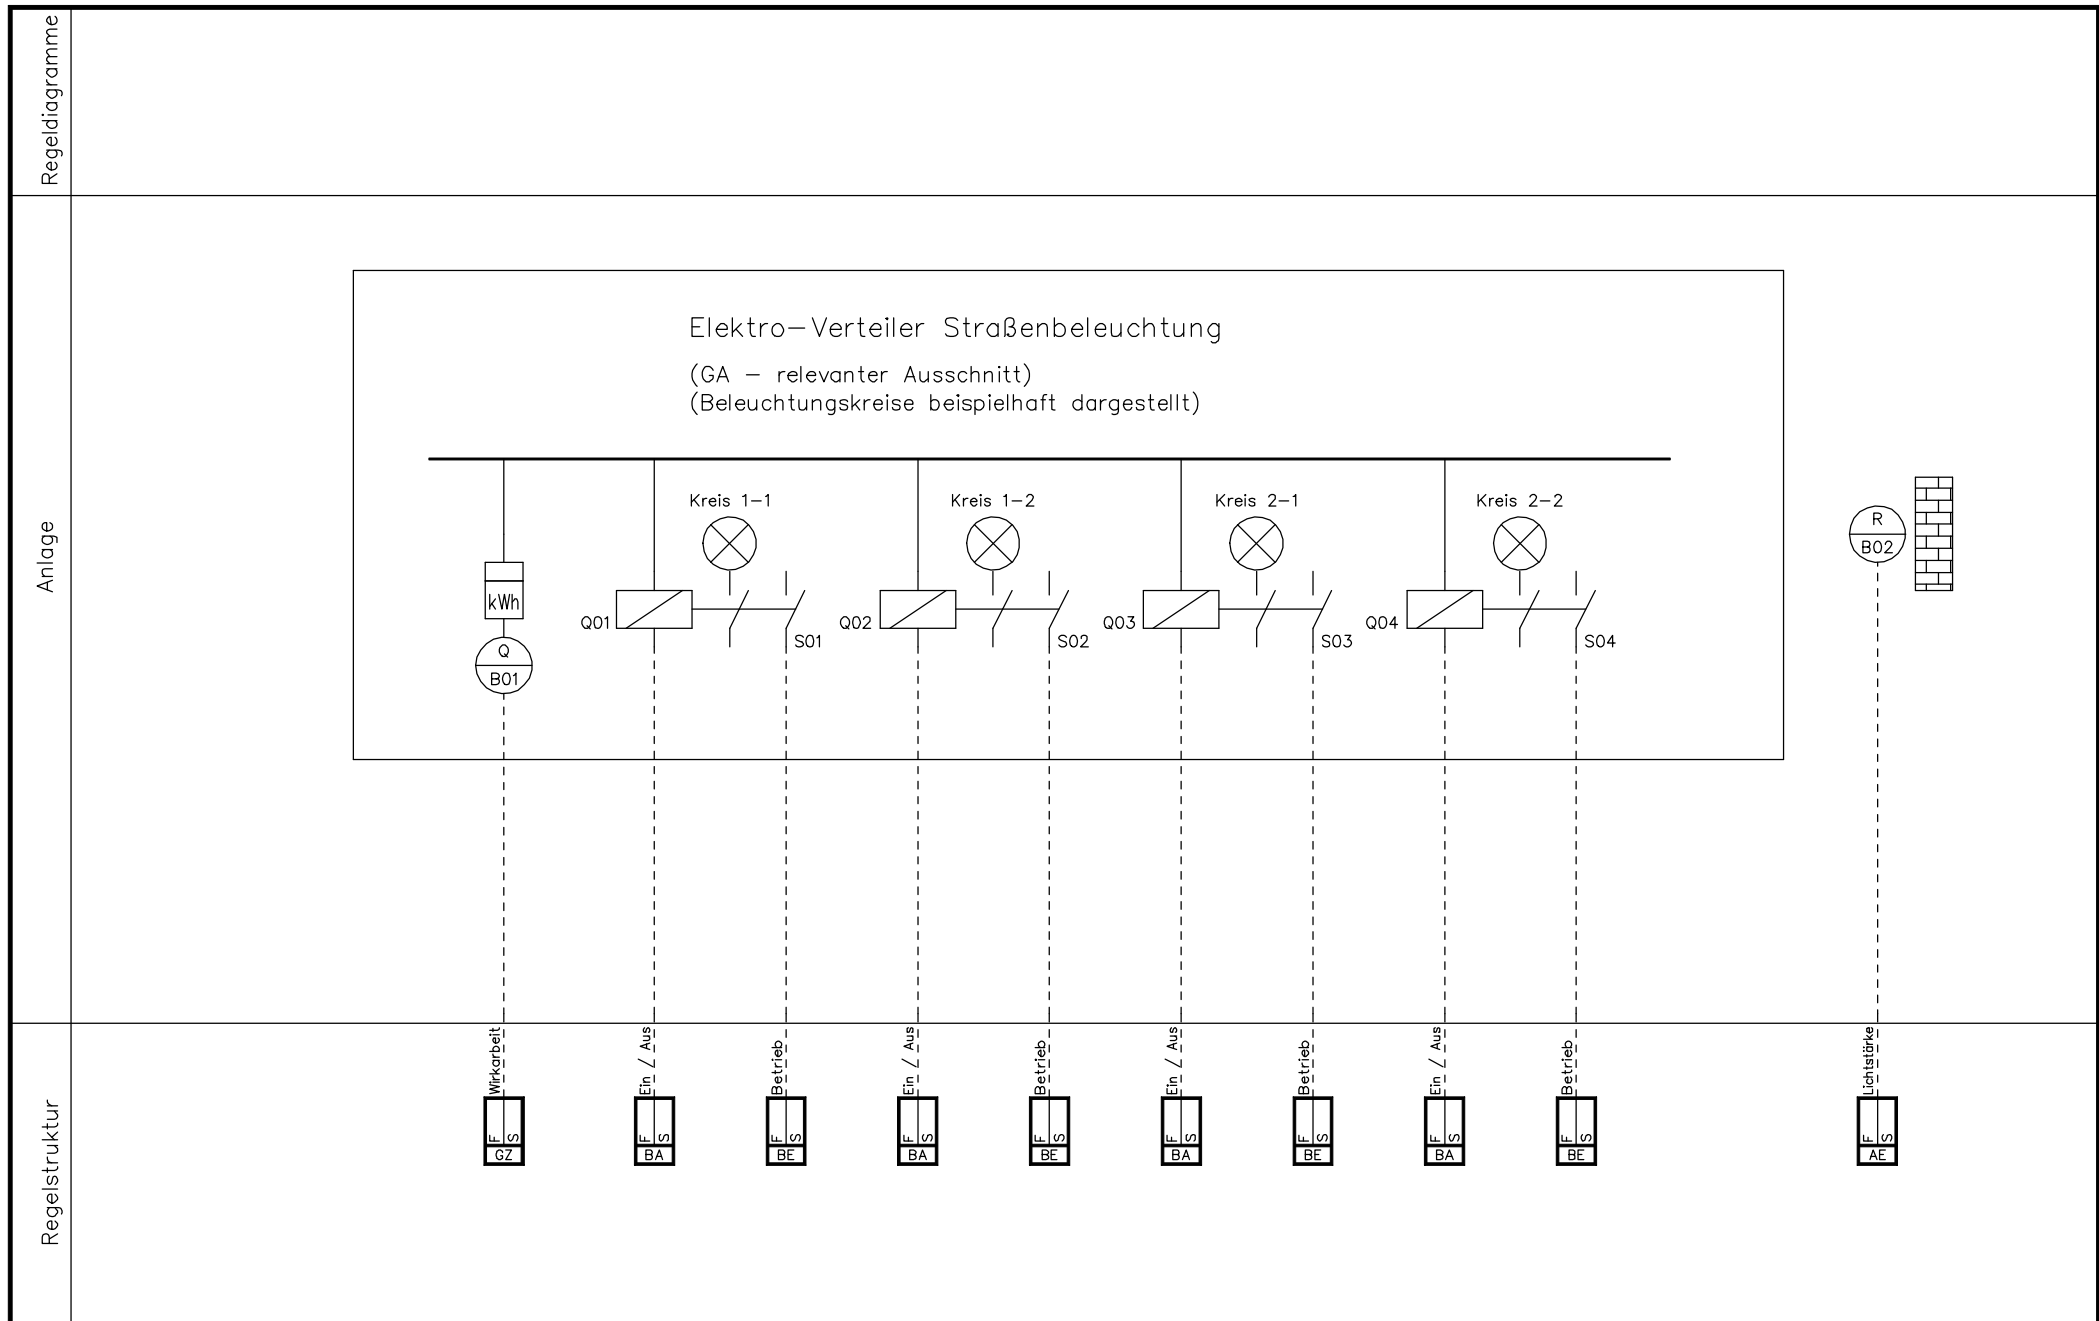 Regeldiagramme
Anlage
Elektro-Verteiler Straßenbeleuchtung
(GA - relevanter Ausschnitt)
(Beleuchtungskreise beispielhaft dargestellt)
Kreis 1-1
Kreis 1-2
Kreis 2-1
Kreis 2-2
R
B02
kWh
Q01
Q02
Q03
Q04
S01
S02
S03
S04
Q
B01
Regelstruktur
Wirkarbeit
Ein / Aus
Betrieb
Ein / Aus
Betrieb
Ein / Aus
Betrieb
Ein / Aus
Betrieb
Lichtstärke
F S
F S
F S
F S
F S
F S
F S
F S
F S
F S
GZ
BA
BE
BA
BE
BA
BE
BA
BE
AE